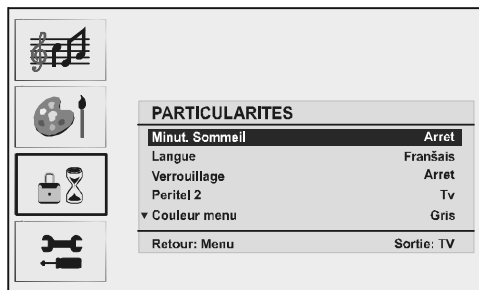 PARTICULARITES
Minut. Sommeil Arret
Langue Franšais
Verrouillage Arret
Peritel 2 Tv
▼ Couleur menu Gris
Retour: Menu Sortie: TV